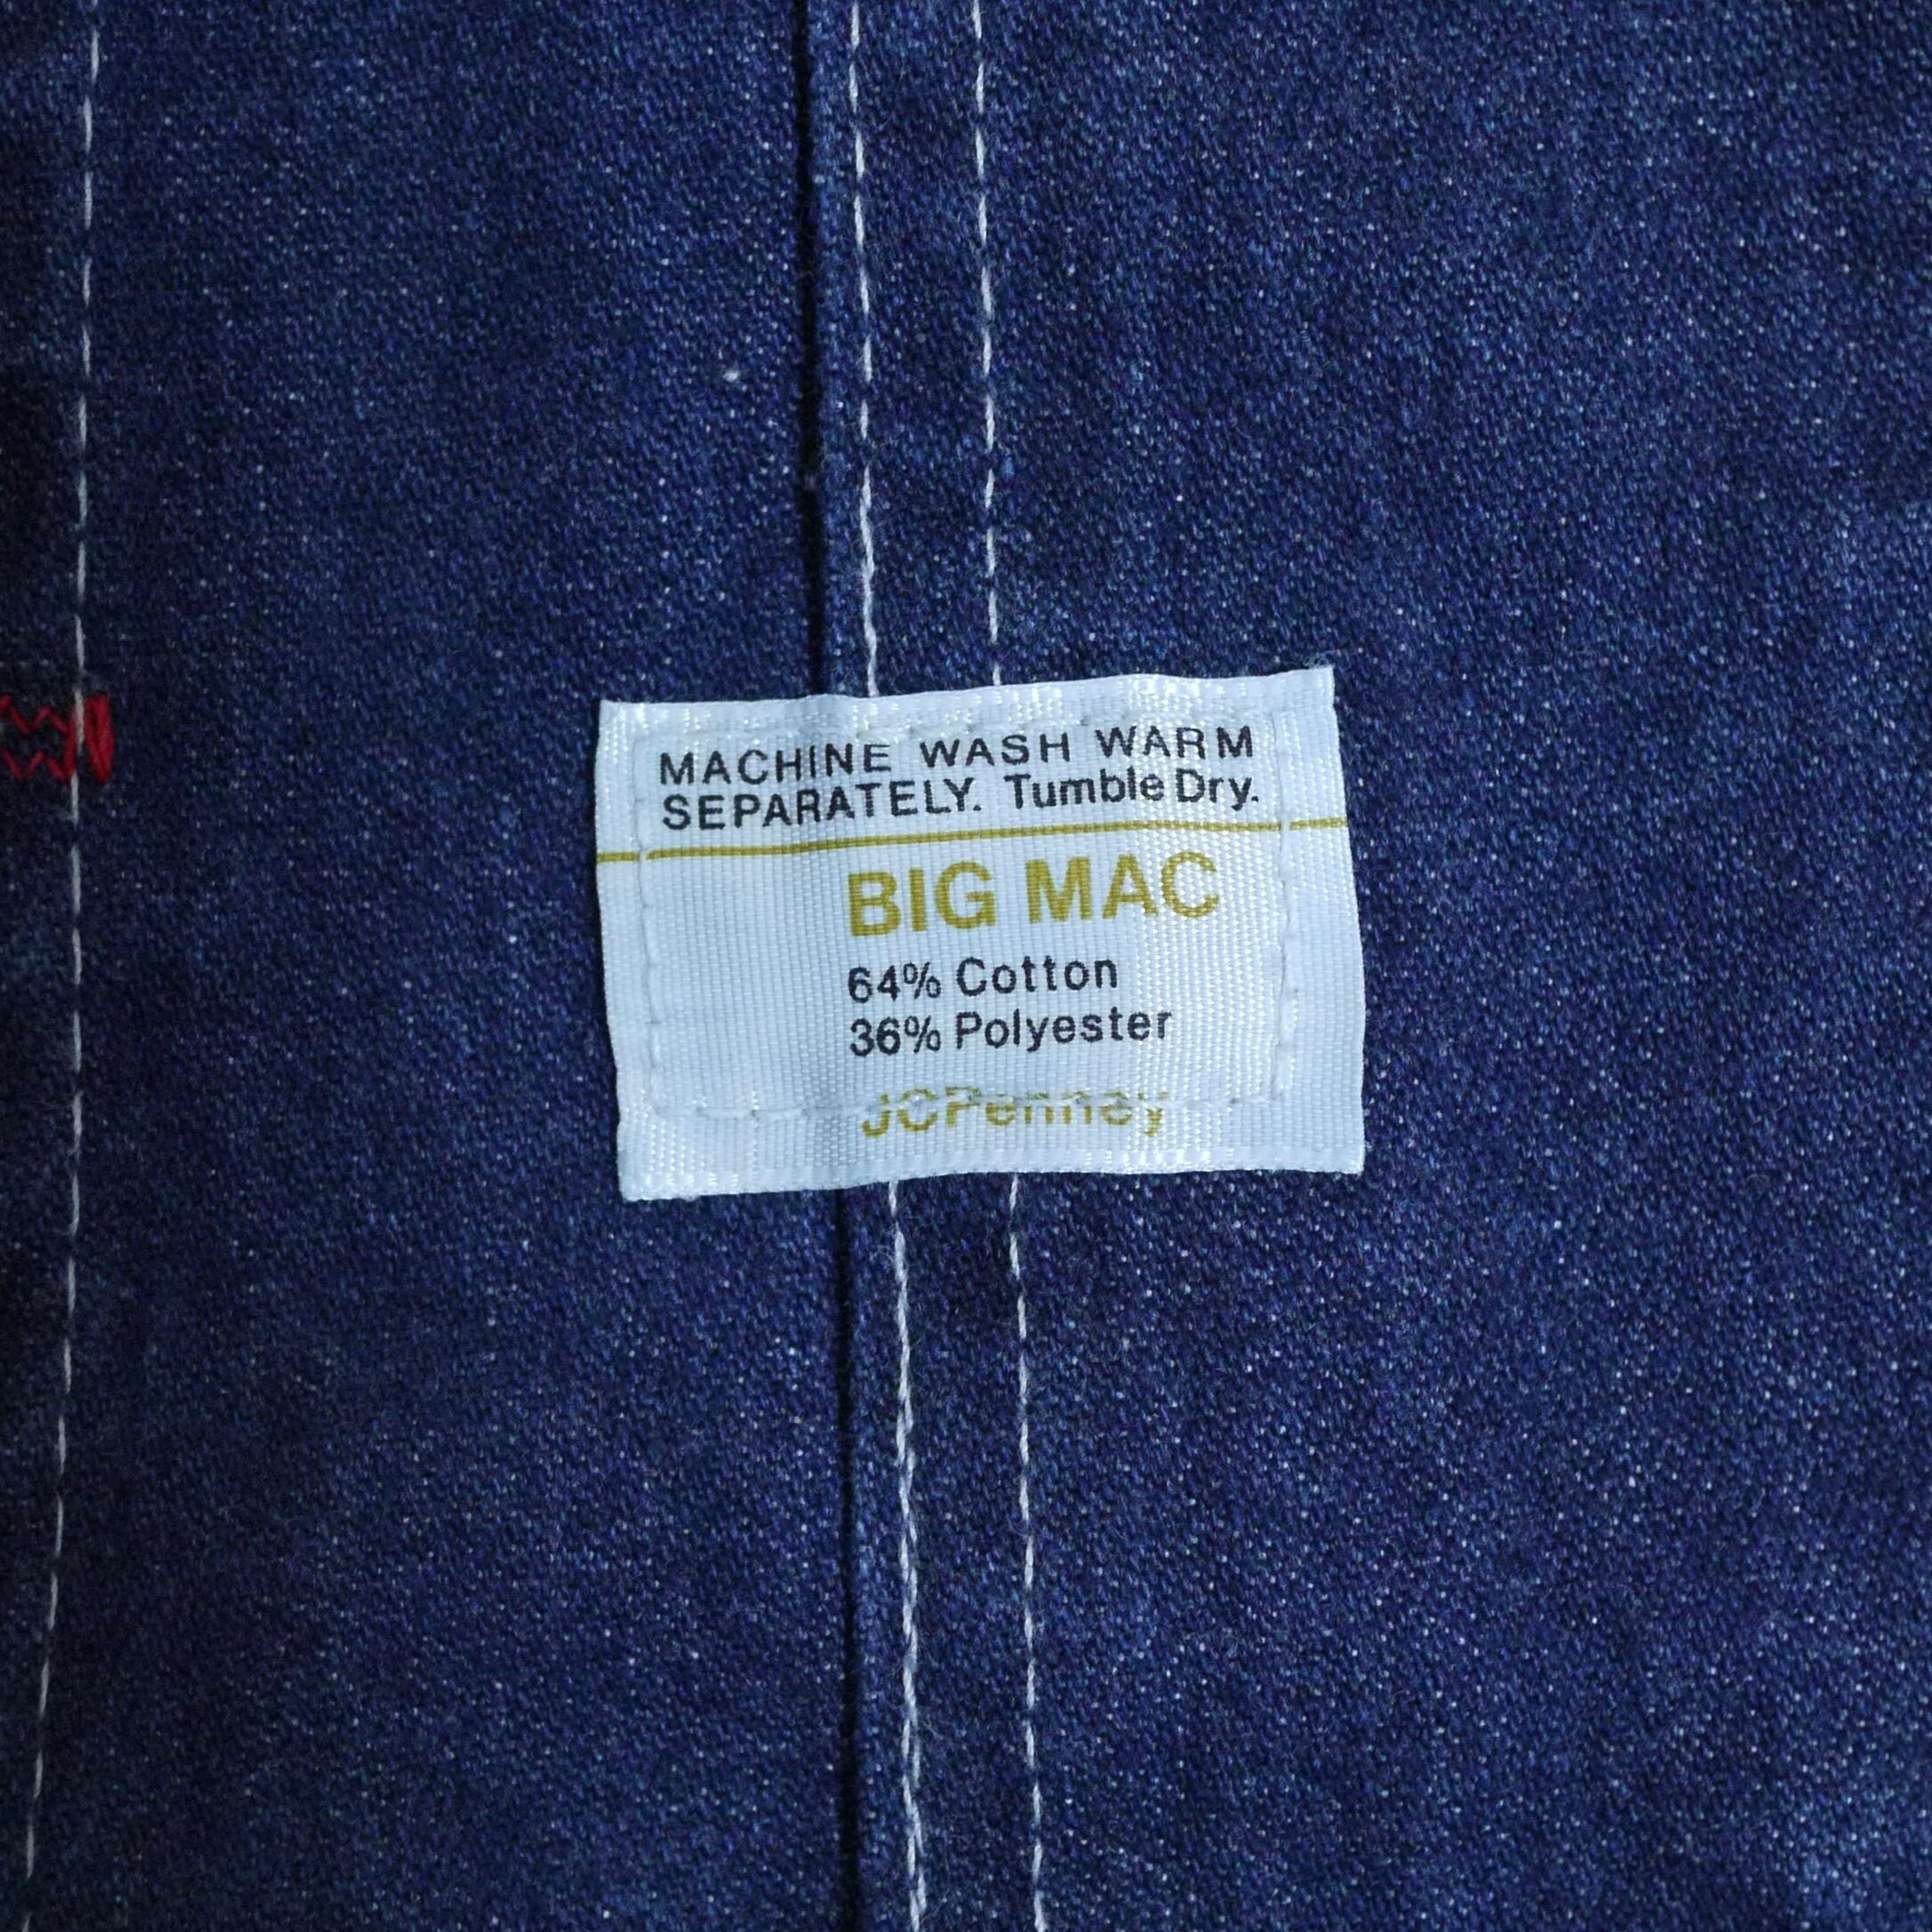 MACHINE WASH WARM
SEPARATELY. Tumble Dry.
BIG MAC
64% Cotton
36% Polyester
JCPenney